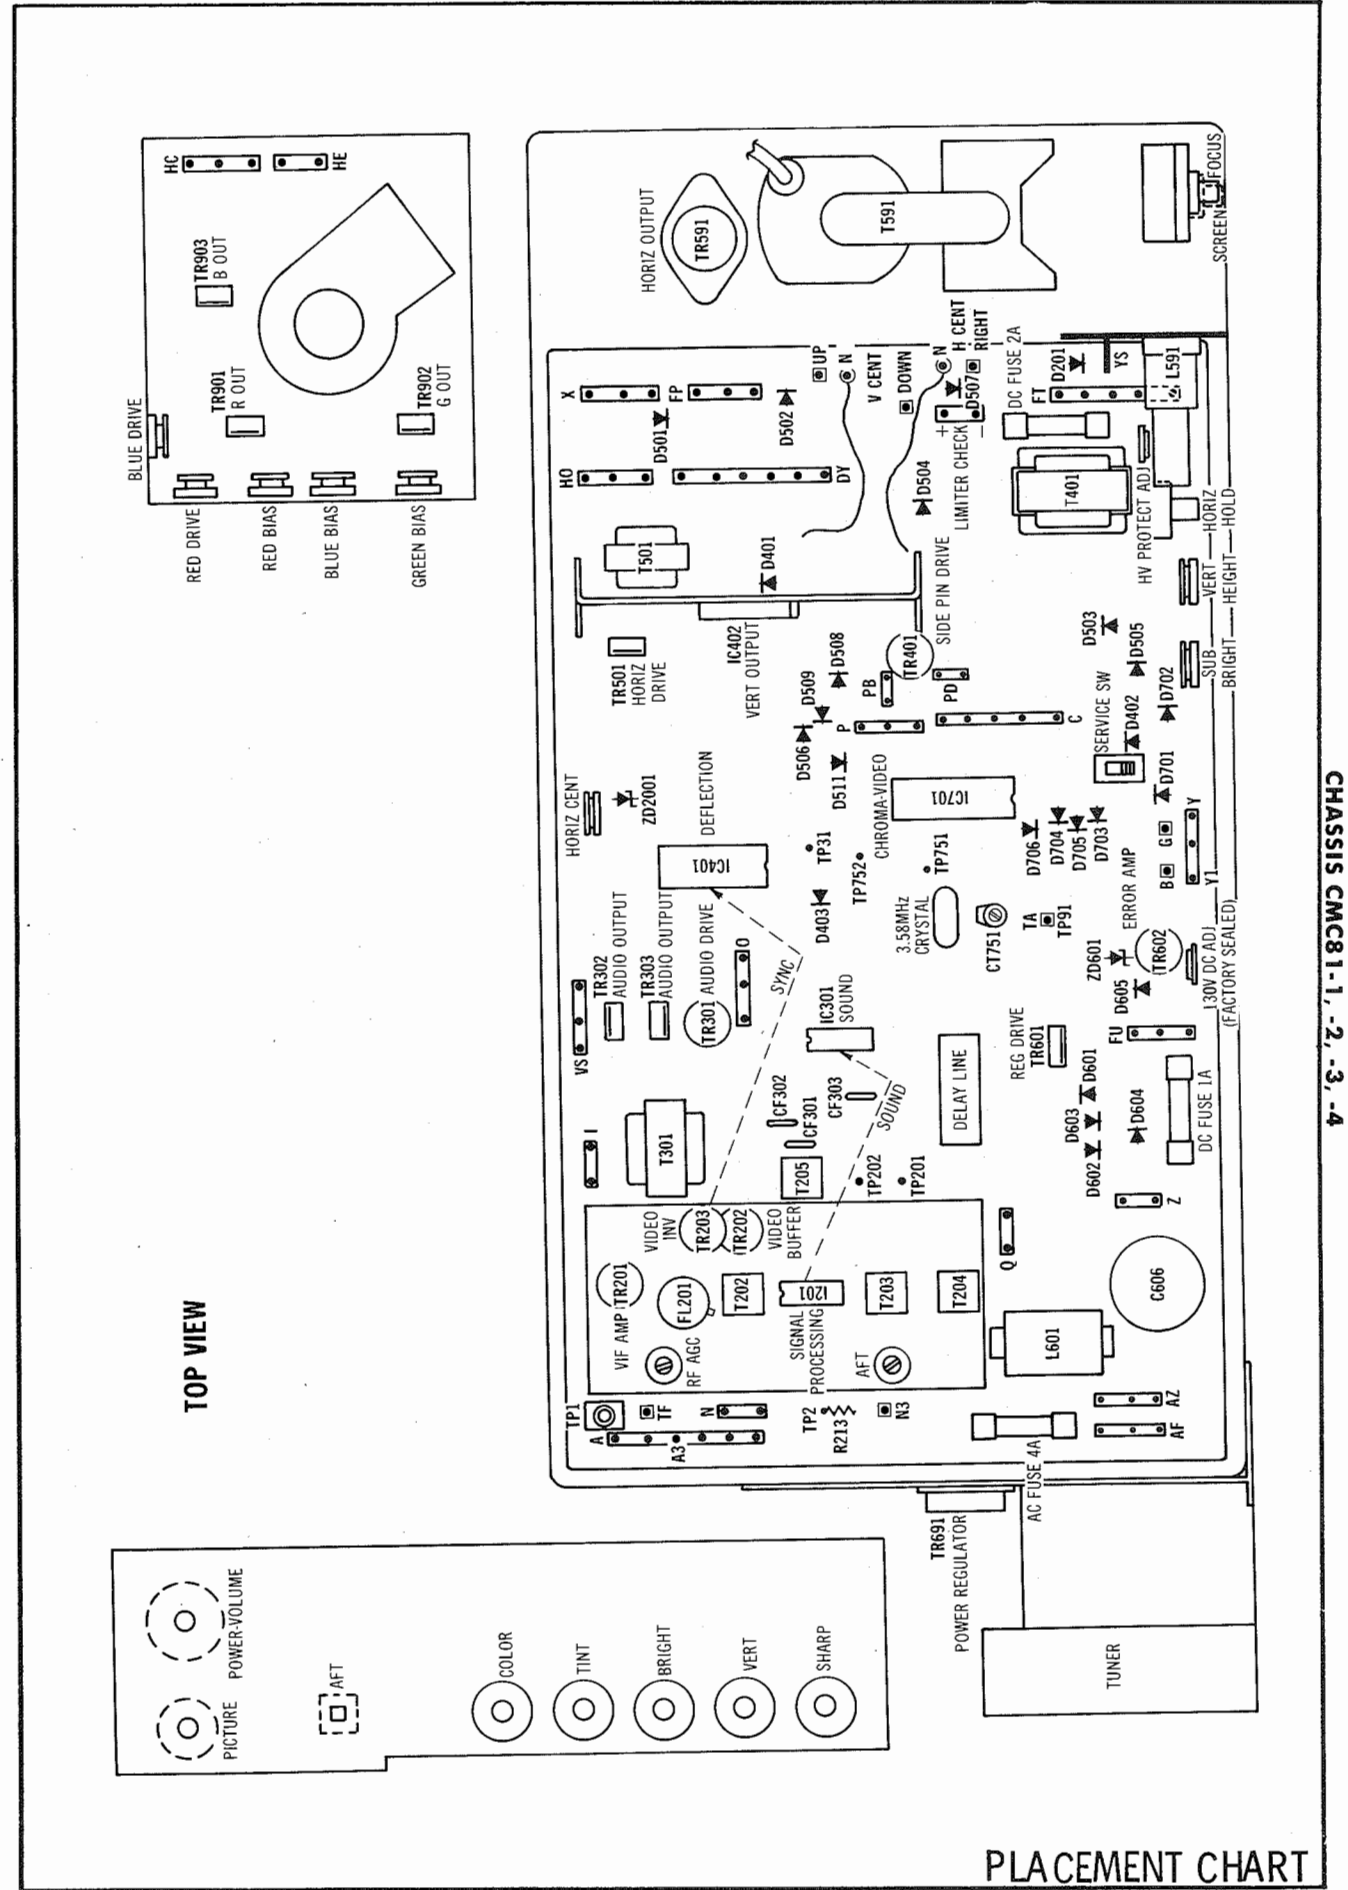 CHASSIS CMC81-1, -2, -3, -4
PLACEMENT CHART
TOP VIEW
BLUE DRIVE
HC
HE
TR903
B OUT
TR901
R OUT
TR902
G OUT
RED DRIVE
RED BIAS
BLUE BIAS
GREEN BIAS
HORIZ OUTPUT
TR591
T591
FOCUS
SCREEN
X
D501
FP
D502
UP
N
V CENT
DOWN
N
H CENT
RIGHT
D507
DC FUSE 2A
FT
D201
YS
L591
HO
DY
D504
LIMITER CHECK
+
-
T401
HV PROTECT ADJ
HORIZ
HOLD
T501
D401
SIDE PIN DRIVE
VERT
HEIGHT
TR501
HORIZ
DRIVE
IC402
VERT OUTPUT
D508
D509
TR401
PB
PD
D503
D505
SUB
BRIGHT
D506
P
C
SERVICE SW
D402
D702
HORIZ CENT
ZD2001
DEFLECTION
D511
CHROMA-VIDEO
IC701
D701
IC401
TP31
TP752
TP751
D706
D704
D705
D703
B
G
Y
Y1
TR302
AUDIO OUTPUT
TR303
AUDIO OUTPUT
TR301 AUDIO DRIVE
O
SYNC
D403
3.58MHz
CRYSTAL
CT751
TA
TP91
ERROR AMP
ZD601
TR602
D605
130V DC ADJ
(FACTORY SEALED)
VS
IC301
SOUND
REG DRIVE
TR601
FU
I
T301
CF302
CF301
CF303
SOUND
DELAY LINE
D601
D603
D602
D604
DC FUSE 1A
T205
TP202
TP201
VIDEO
INV
TR203
TR202
VIDEO
BUFFER
Q
Z
TR201
VIF AMP
FL201
T202
I201
SIGNAL
PROCESSING
T203
T204
C606
RF AGC
AFT
L601
TP1
TF
N
TP2
R213
N3
A
A3
AC FUSE 4A
AZ
AF
TR691
POWER REGULATOR
TUNER
POWER-VOLUME
PICTURE
AFT
COLOR
TINT
BRIGHT
VERT
SHARP